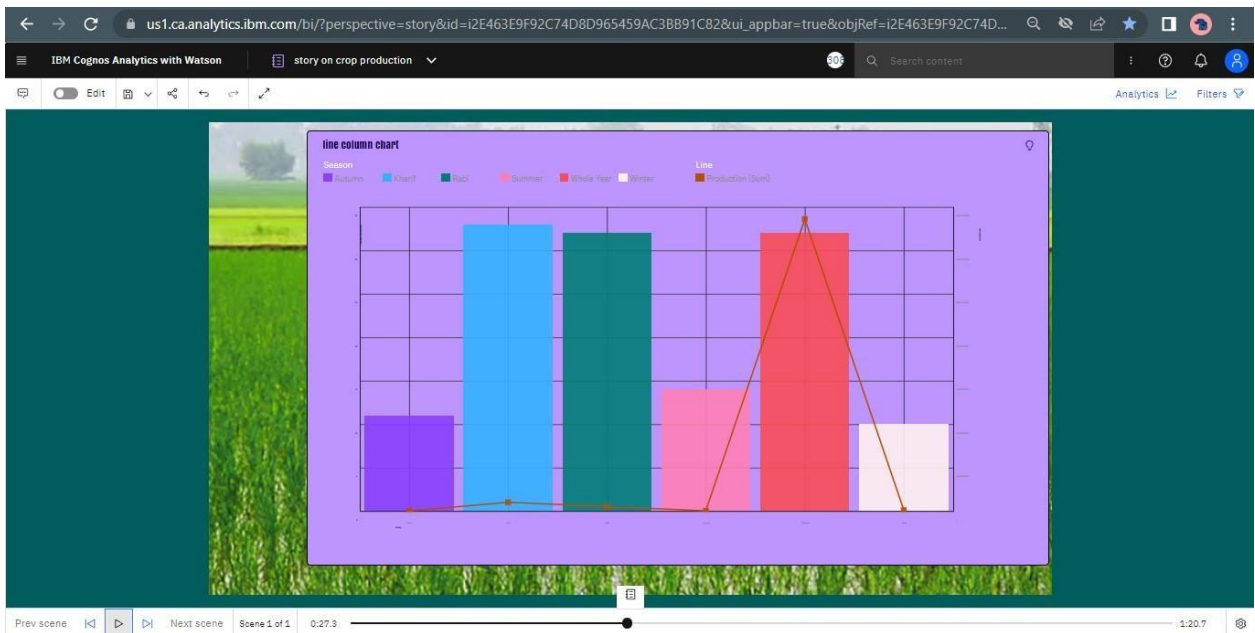 us1.ca.analytics.ibm.com/bi/?perspective=story&id=i2E463E9F92C74D8D965459AC3BB91C82&ui_appbar=true&objRef=i2E463E9F92C74D...
IBM Cognos Analytics with Watson story on crop production Search content
Edit Analytics Filters
line column chart
Season Line
Autumn Kharif Rabi Summer Whole Year Winter Production (Sum)
Prev scene Next scene Scene 1 of 1 0:27.3 1:20.7